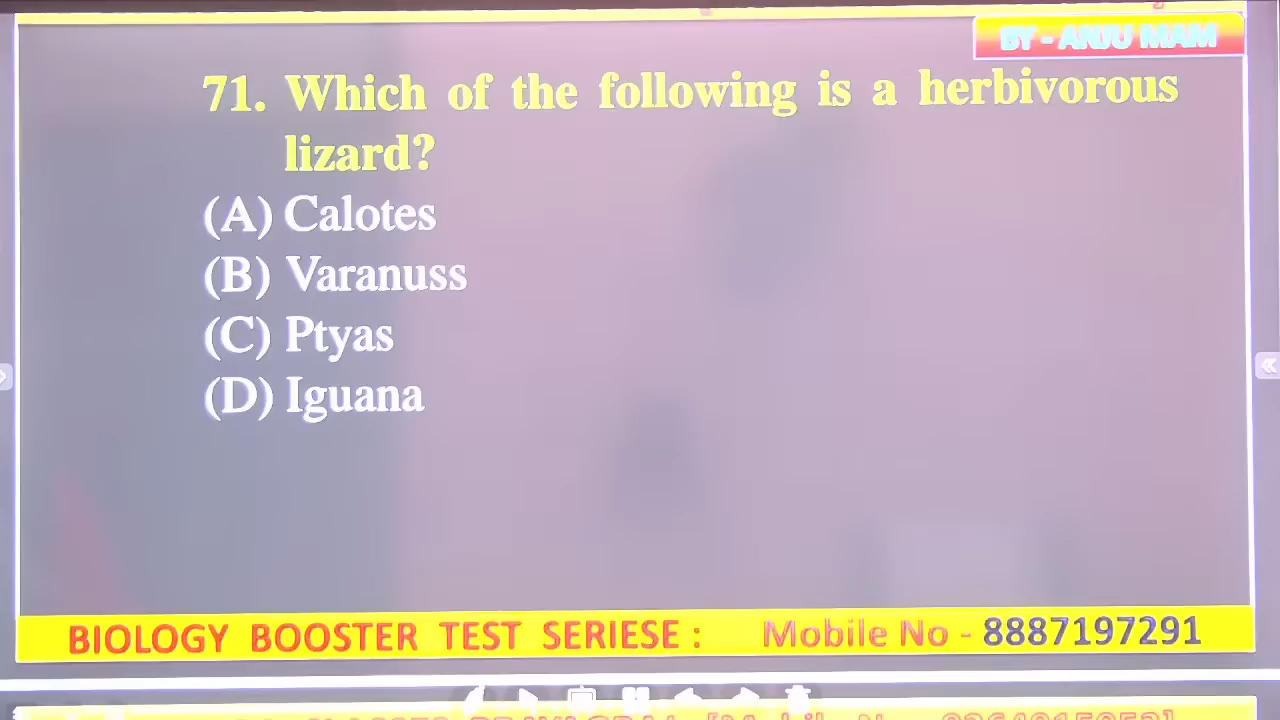 BY - ANJU MAM
71. Which of the following is a herbivorous
lizard?
(A) Calotes
(B) Varanuss
(C) Ptyas
(D) Iguana
BIOLOGY BOOSTER TEST SERIESE : Mobile No - 8887197291